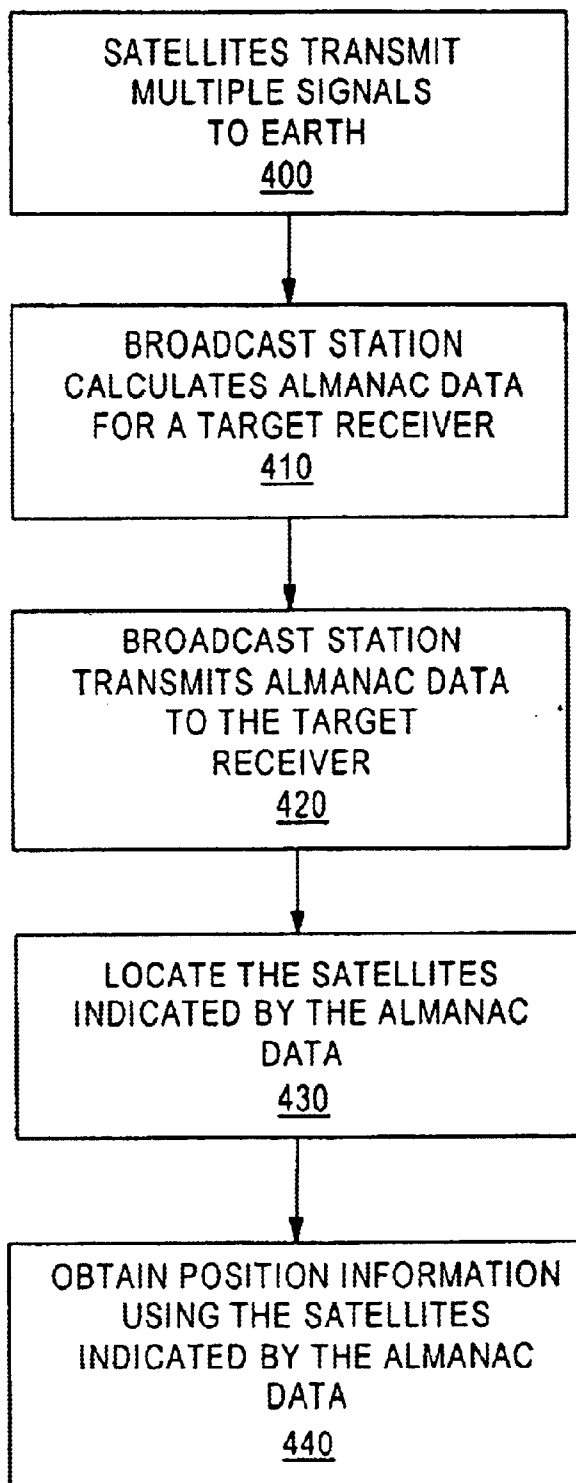 SATELLITES TRANSMIT
MULTIPLE SIGNALS
TO EARTH
400
BROADCAST STATION
CALCULATES ALMANAC DATA
FOR A TARGET RECEIVER
410
BROADCAST STATION
TRANSMITS ALMANAC DATA
TO THE TARGET
RECEIVER
420
LOCATE THE SATELLITES
INDICATED BY THE ALMANAC
DATA
430
OBTAIN POSITION INFORMATION
USING THE SATELLITES
INDICATED BY THE ALMANAC
DATA
440